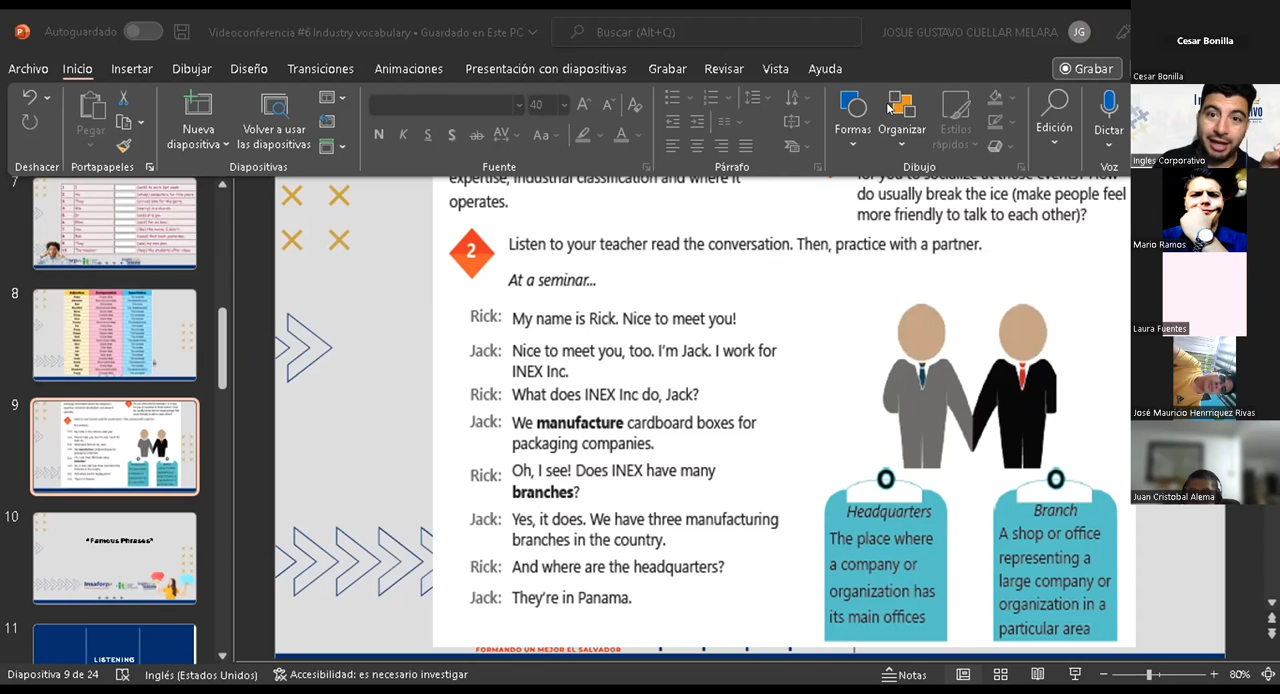 Autoguardado
Videoconferencia #6 Industry vocabulary • Guardado en Este PC
Buscar (Alt+Q)
JOSUE GUSTAVO CUELLAR MELARA
JG
Archivo Inicio Insertar Dibujar Diseño Transiciones Animaciones Presentación con diapositivas Grabar Revisar Vista Ayuda
Grabar
Pegar
Nueva diapositiva
Volver a usar las diapositivas
40
N K S S ab AV Aa A
Formas
Organizar
Estilos rápidos
Edición
Dictar
Deshacer
Portapapeles
Diapositivas
Fuente
Párrafo
Dibujo
Voz
Cesar Bonilla
Cesar Bonilla
Ingles Corporativo
Mario Ramos
Laura Fuentes
José Mauricio Henrriquez Rivas
Juan Cristobal Alema
7
8
9
10
"Famous Phrases"
11
LISTENING
expertise, industrial classification and where it
operates.
do usually break the ice (make people feel
more friendly to talk to each other)?
2
Listen to your teacher read the conversation. Then, practice with a partner.
At a seminar...
Rick: My name is Rick. Nice to meet you!
Jack: Nice to meet you, too. I'm Jack. I work for
INEX Inc.
Rick: What does INEX Inc do, Jack?
Jack: We manufacture cardboard boxes for
packaging companies.
Rick: Oh, I see! Does INEX have many
branches?
Jack: Yes, it does. We have three manufacturing
branches in the country.
Rick: And where are the headquarters?
Jack: They're in Panama.
Headquarters
The place where
a company or
organization has
its main offices
Branch
A shop or office
representing a
large company or
organization in a
particular area
FORMANDO UN MEJOR EL SALVADOR
Diapositiva 9 de 24
Inglés (Estados Unidos)
Accesibilidad: es necesario investigar
Notas
80%